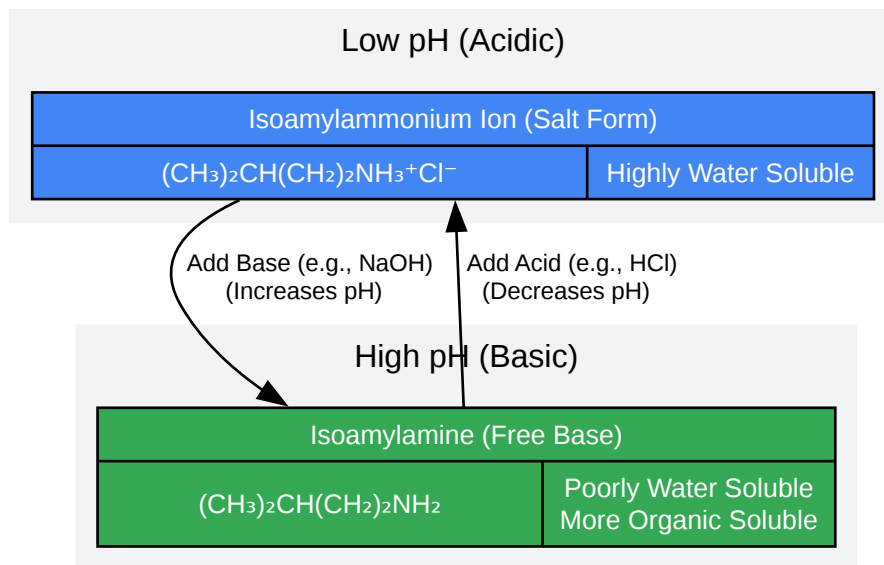 Low pH (Acidic)
Isoamylammonium Ion (Salt Form)
(CH₃)₂CH(CH₂)₂NH₃⁺Cl⁻
Highly Water Soluble
Add Base (e.g., NaOH)
(Increases pH)
Add Acid (e.g., HCl)
(Decreases pH)
High pH (Basic)
Isoamylamine (Free Base)
(CH₃)₂CH(CH₂)₂NH₂
Poorly Water Soluble
More Organic Soluble